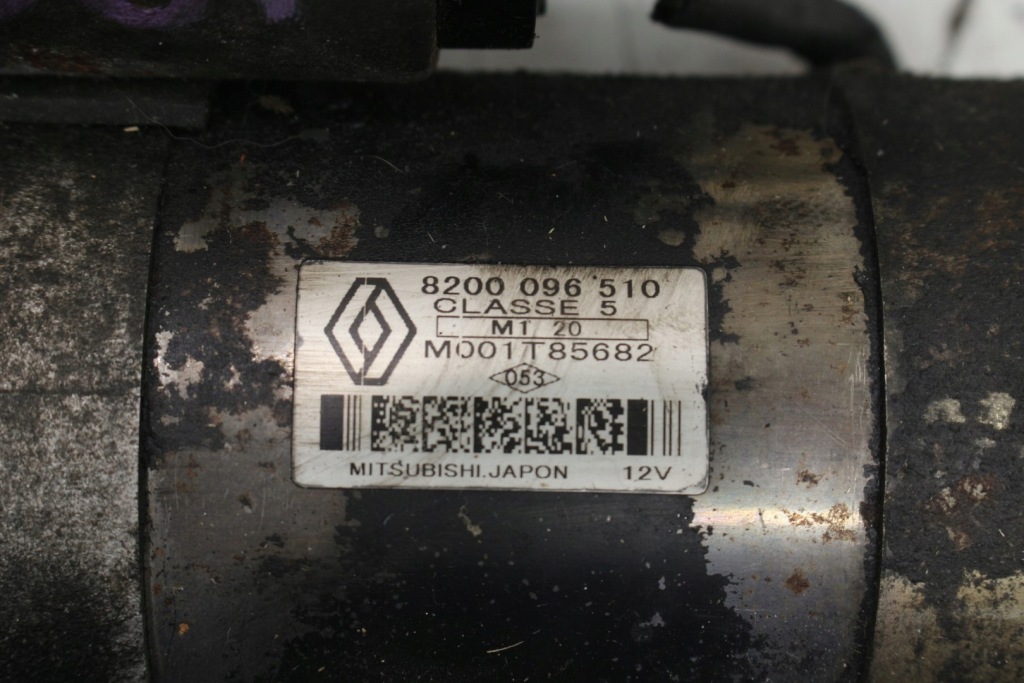 8200 096 510
CLASSE 5
M1 20
M001T85682
053
MITSUBISHI.JAPON 12V